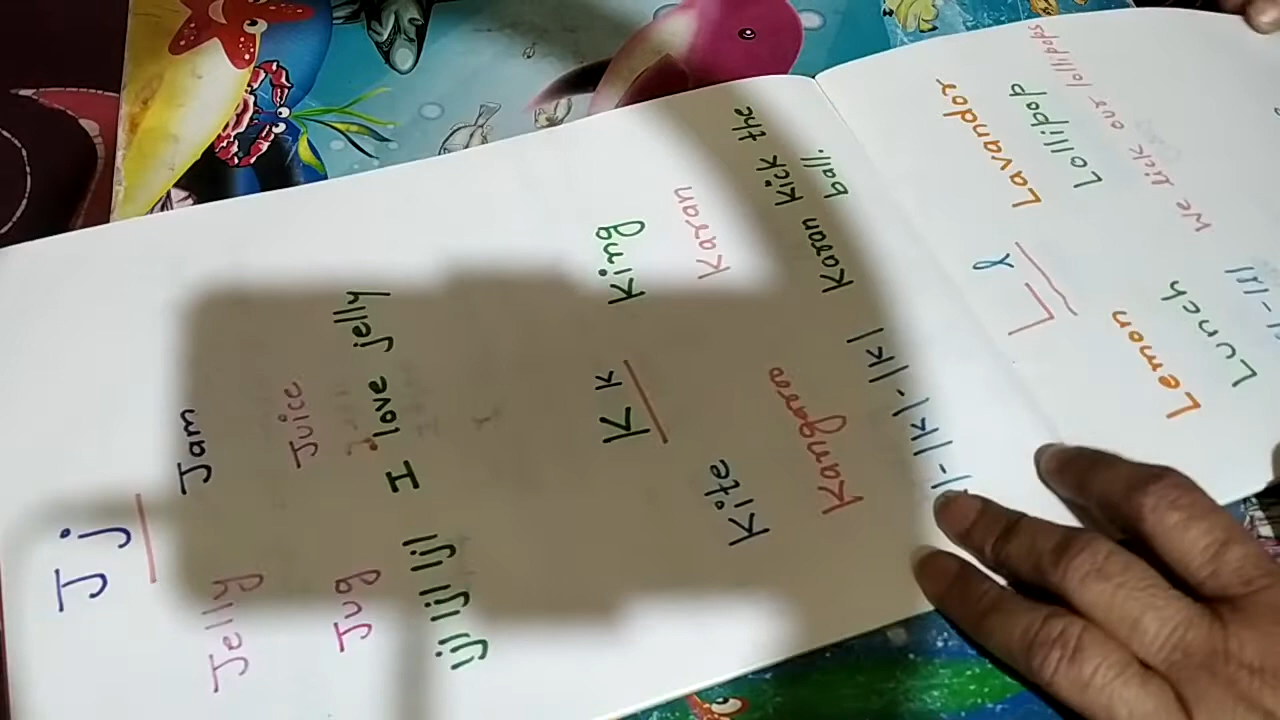 J j
Jelly Jam
Jug Juice
|j| |j| |j| I love jelly
K k
Kite King
Kangaroo Karan
|-|k|-|k| Karan kick the
ball.
L l
Lemon Lavandor
Lunch Lollipop
We Lick our lollipops